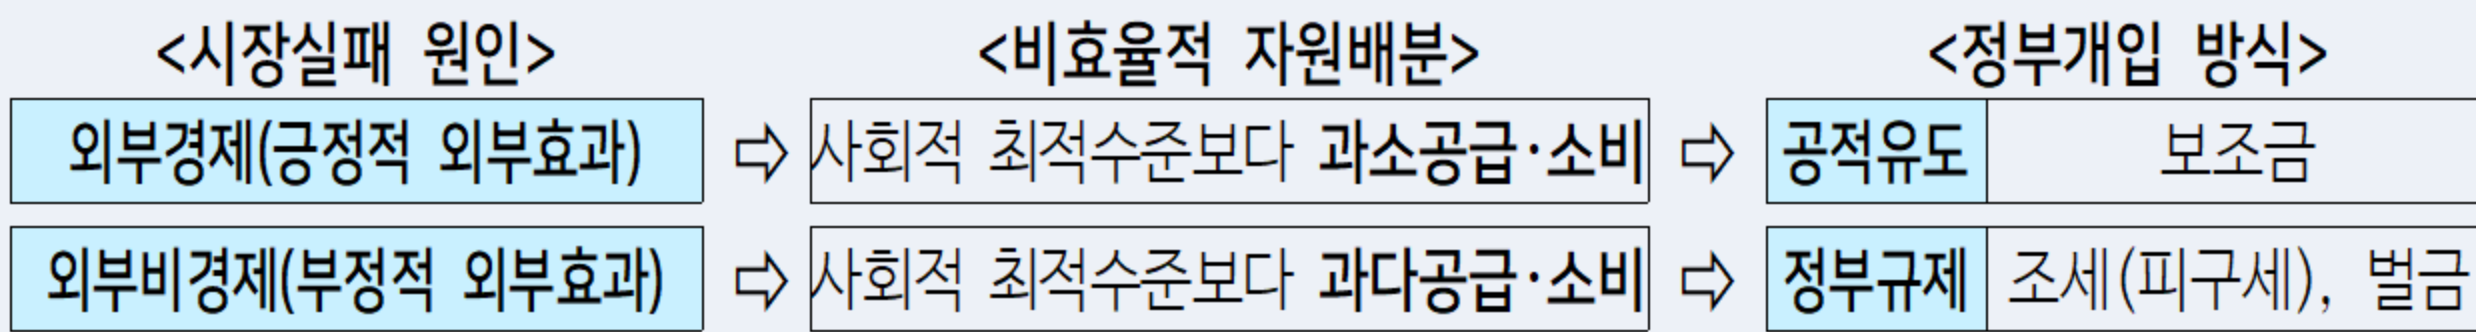 <시장실패 원인> <비효율적 자원배분> <정부개입 방식>
외부경제(긍정적 외부효과) ⇨ 사회적 최적수준보다 과소공급·소비 ⇨ 공적유도 보조금
외부비경제(부정적 외부효과) ⇨ 사회적 최적수준보다 과다공급·소비 ⇨ 정부규제 조세(피구세), 벌금